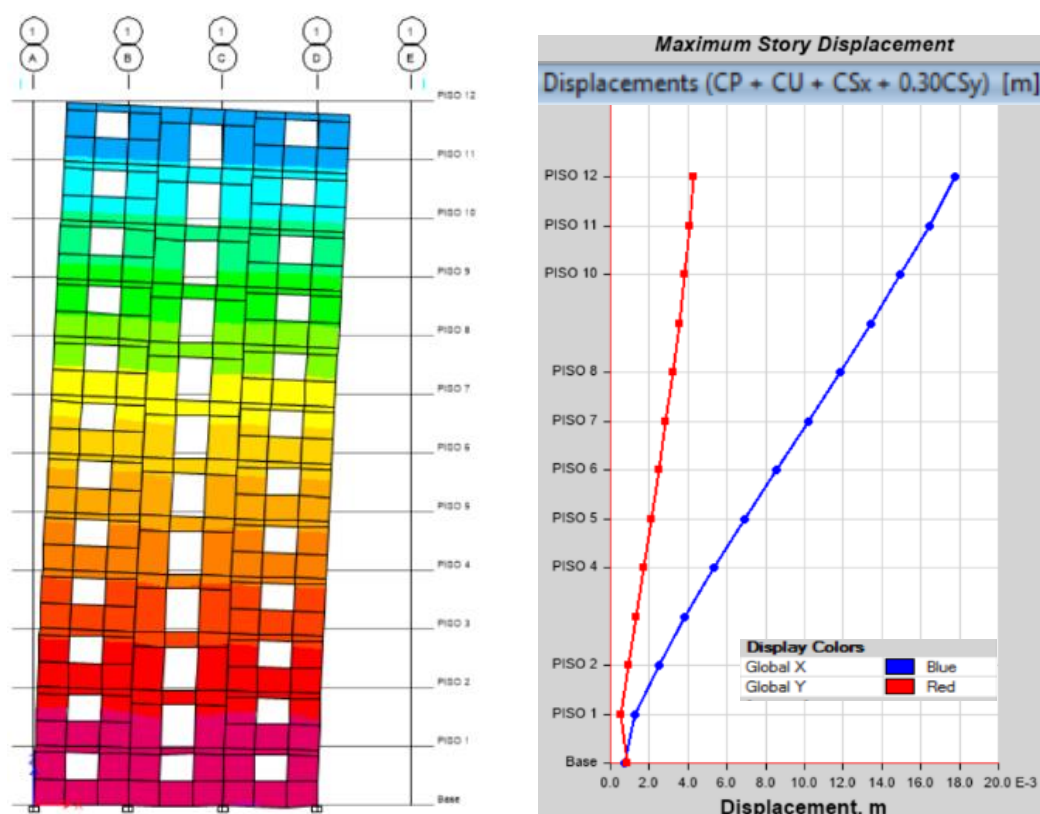 1 1 1 1 1
A B C D E
PISO 12
PISO 11
PISO 10
PISO 9
PISO 8
PISO 7
PISO 6
PISO 5
PISO 4
PISO 3
PISO 2
PISO 1
Base
Maximum Story Displacement
Displacements (CP + CU + CSx + 0.30CSy) [m]
PISO 12
PISO 11
PISO 10
PISO 8
PISO 7
PISO 6
PISO 5
PISO 4
PISO 2
PISO 1
Base
Display Colors
Global X Blue
Global Y Red
0.0 2.0 4.0 6.0 8.0 10.0 12.0 14.0 16.0 18.0 20.0 E-3
Displacement, m